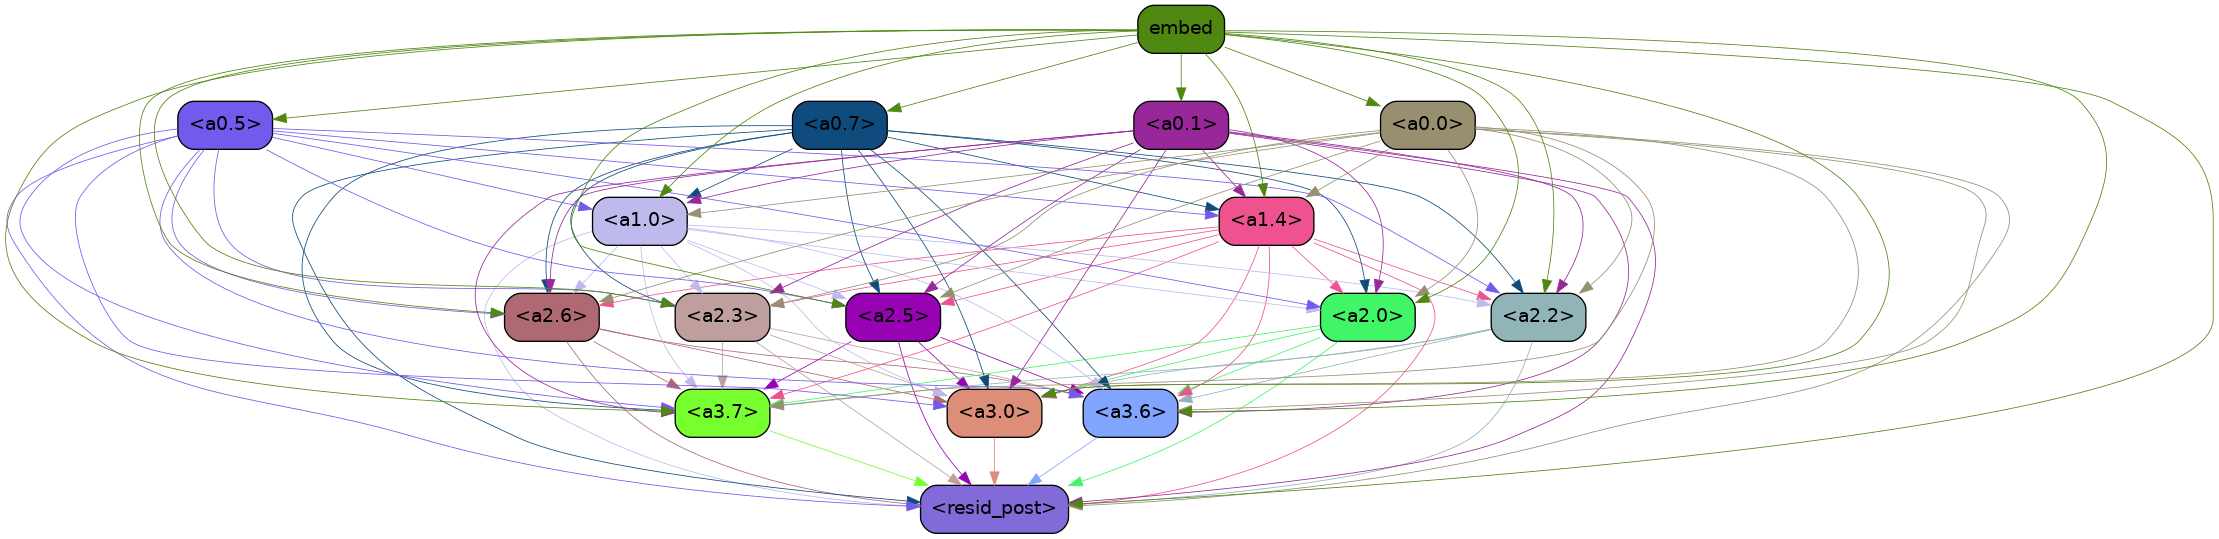 embed
<a0.5>
<a0.7>
<a0.1>
<a0.0>
<a1.0>
<a1.4>
<a2.6>
<a2.3>
<a2.5>
<a2.0>
<a2.2>
<a3.7>
<a3.0>
<a3.6>
<resid_post>